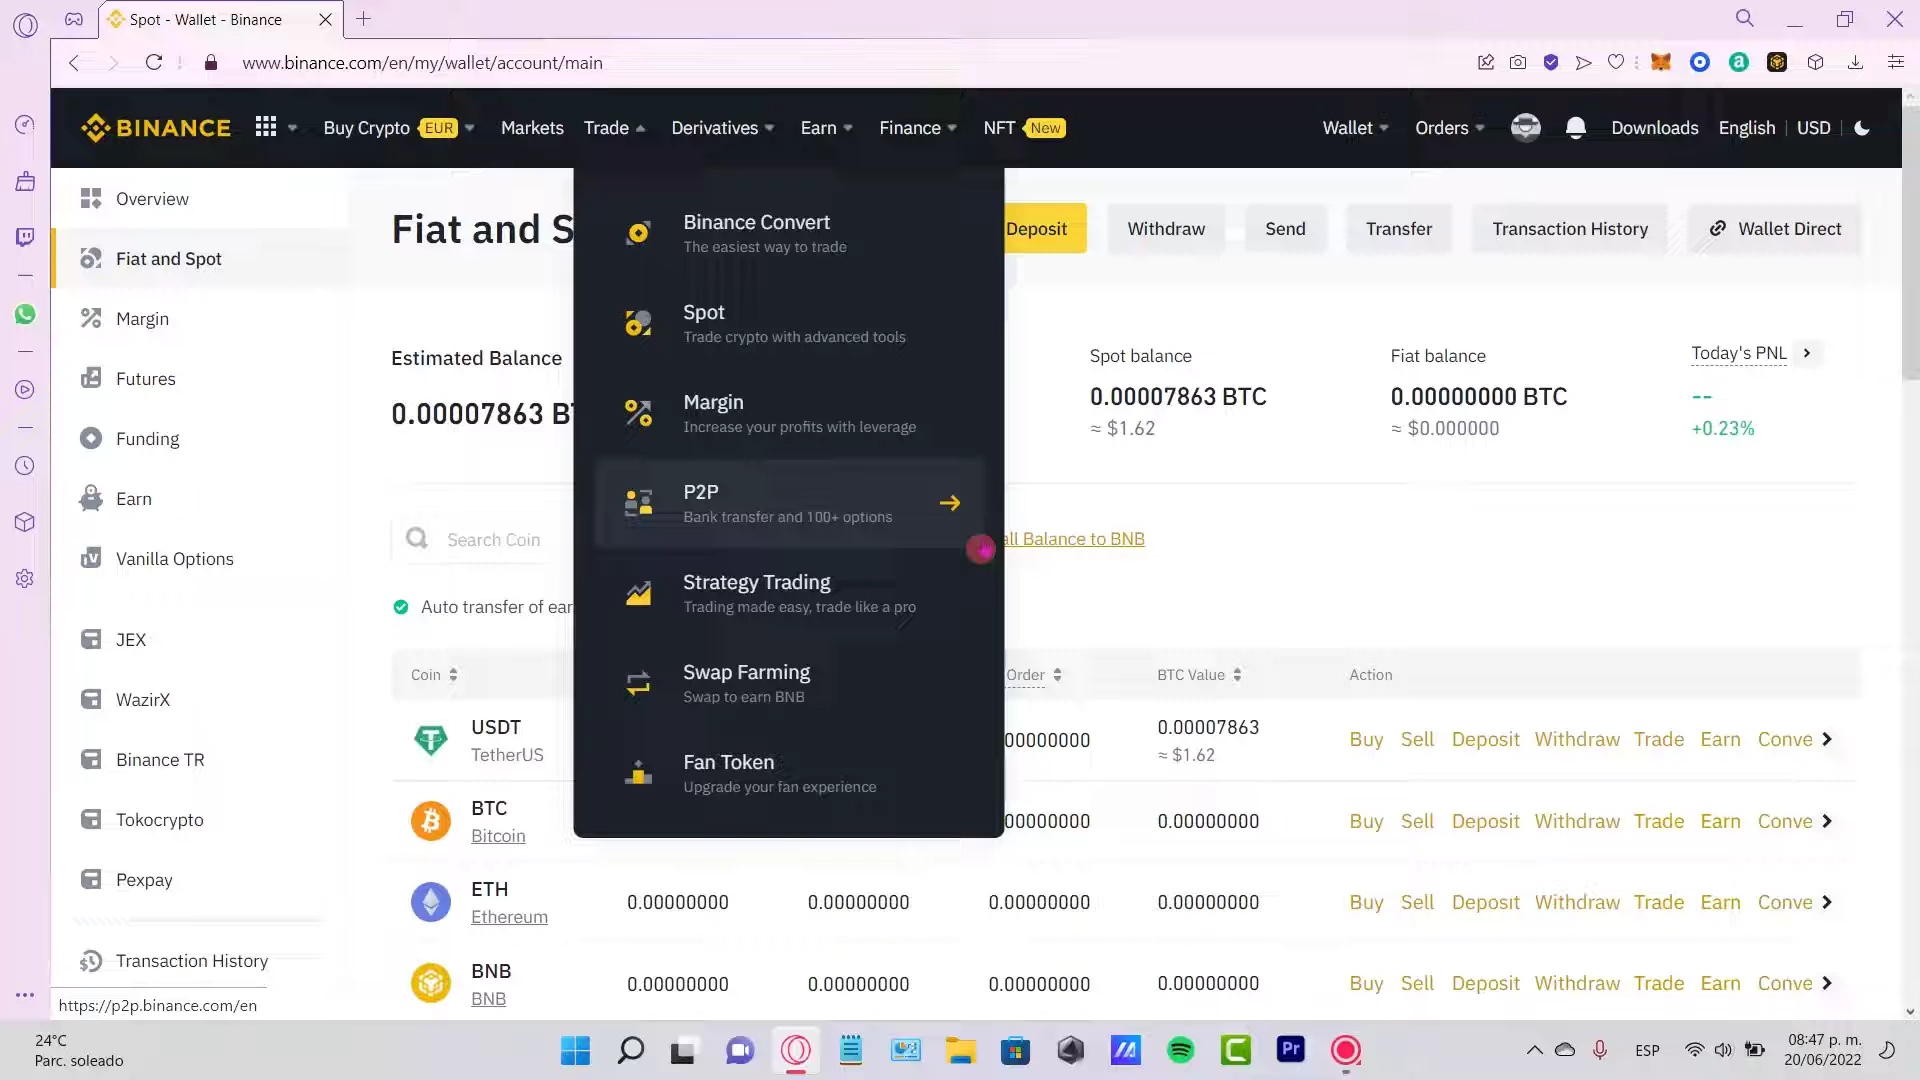 Spot - Wallet - Binance
www.binance.com/en/my/wallet/account/main
BINANCE
Buy Crypto EUR
Markets
Trade
Derivatives
Earn
Finance
NFT New
Wallet
Orders
Downloads
English
USD
Overview
Fiat and Spot
Margin
Futures
Funding
Earn
Vanilla Options
JEX
WazirX
Binance TR
Tokocrypto
Pexpay
Transaction History
https://p2p.binance.com/en
Fiat and S
Deposit
Withdraw
Send
Transfer
Transaction History
Wallet Direct
Binance Convert
The easiest way to trade
Spot
Trade crypto with advanced tools
Margin
Increase your profits with leverage
P2P
Bank transfer and 100+ options
Strategy Trading
Trading made easy, trade like a pro
Swap Farming
Swap to earn BNB
Fan Token
Upgrade your fan experience
Estimated Balance
0.00007863 BT
Spot balance
0.00007863 BTC
≈ $1.62
Fiat balance
0.00000000 BTC
≈ $0.000000
Today's PNL
--
+0.23%
Search Coin
all Balance to BNB
Auto transfer of ear
Coin
Order
BTC Value
Action
USDT
TetherUS
00000000
0.00007863
≈ $1.62
Buy Sell Deposit Withdraw Trade Earn Conve
BTC
Bitcoin
00000000
0.00000000
Buy Sell Deposit Withdraw Trade Earn Conve
ETH
Ethereum
0.00000000
0.00000000
0.00000000
0.00000000
Buy Sell Deposit Withdraw Trade Earn Conve
BNB
BNB
0.00000000
0.00000000
0.00000000
0.00000000
Buy Sell Deposit Withdraw Trade Earn Conve
24°C
Parc. soleado
Pr
ESP
08:47 p. m.
20/06/2022